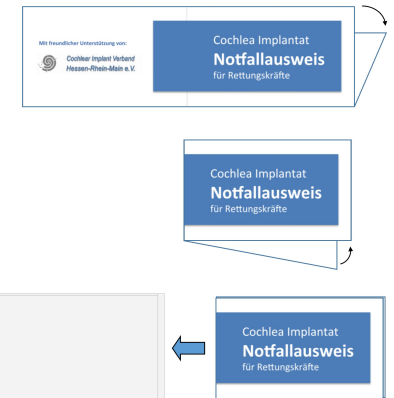 Mit freundlicher Unterstützung von:
Cochlear Implant Verband
Hessen-Rhein-Main e.V.
Cochlea Implantat
Notfallausweis
für Rettungskräfte
Cochlea Implantat
Notfallausweis
für Rettungskräfte
Cochlea Implantat
Notfallausweis
für Rettungskräfte